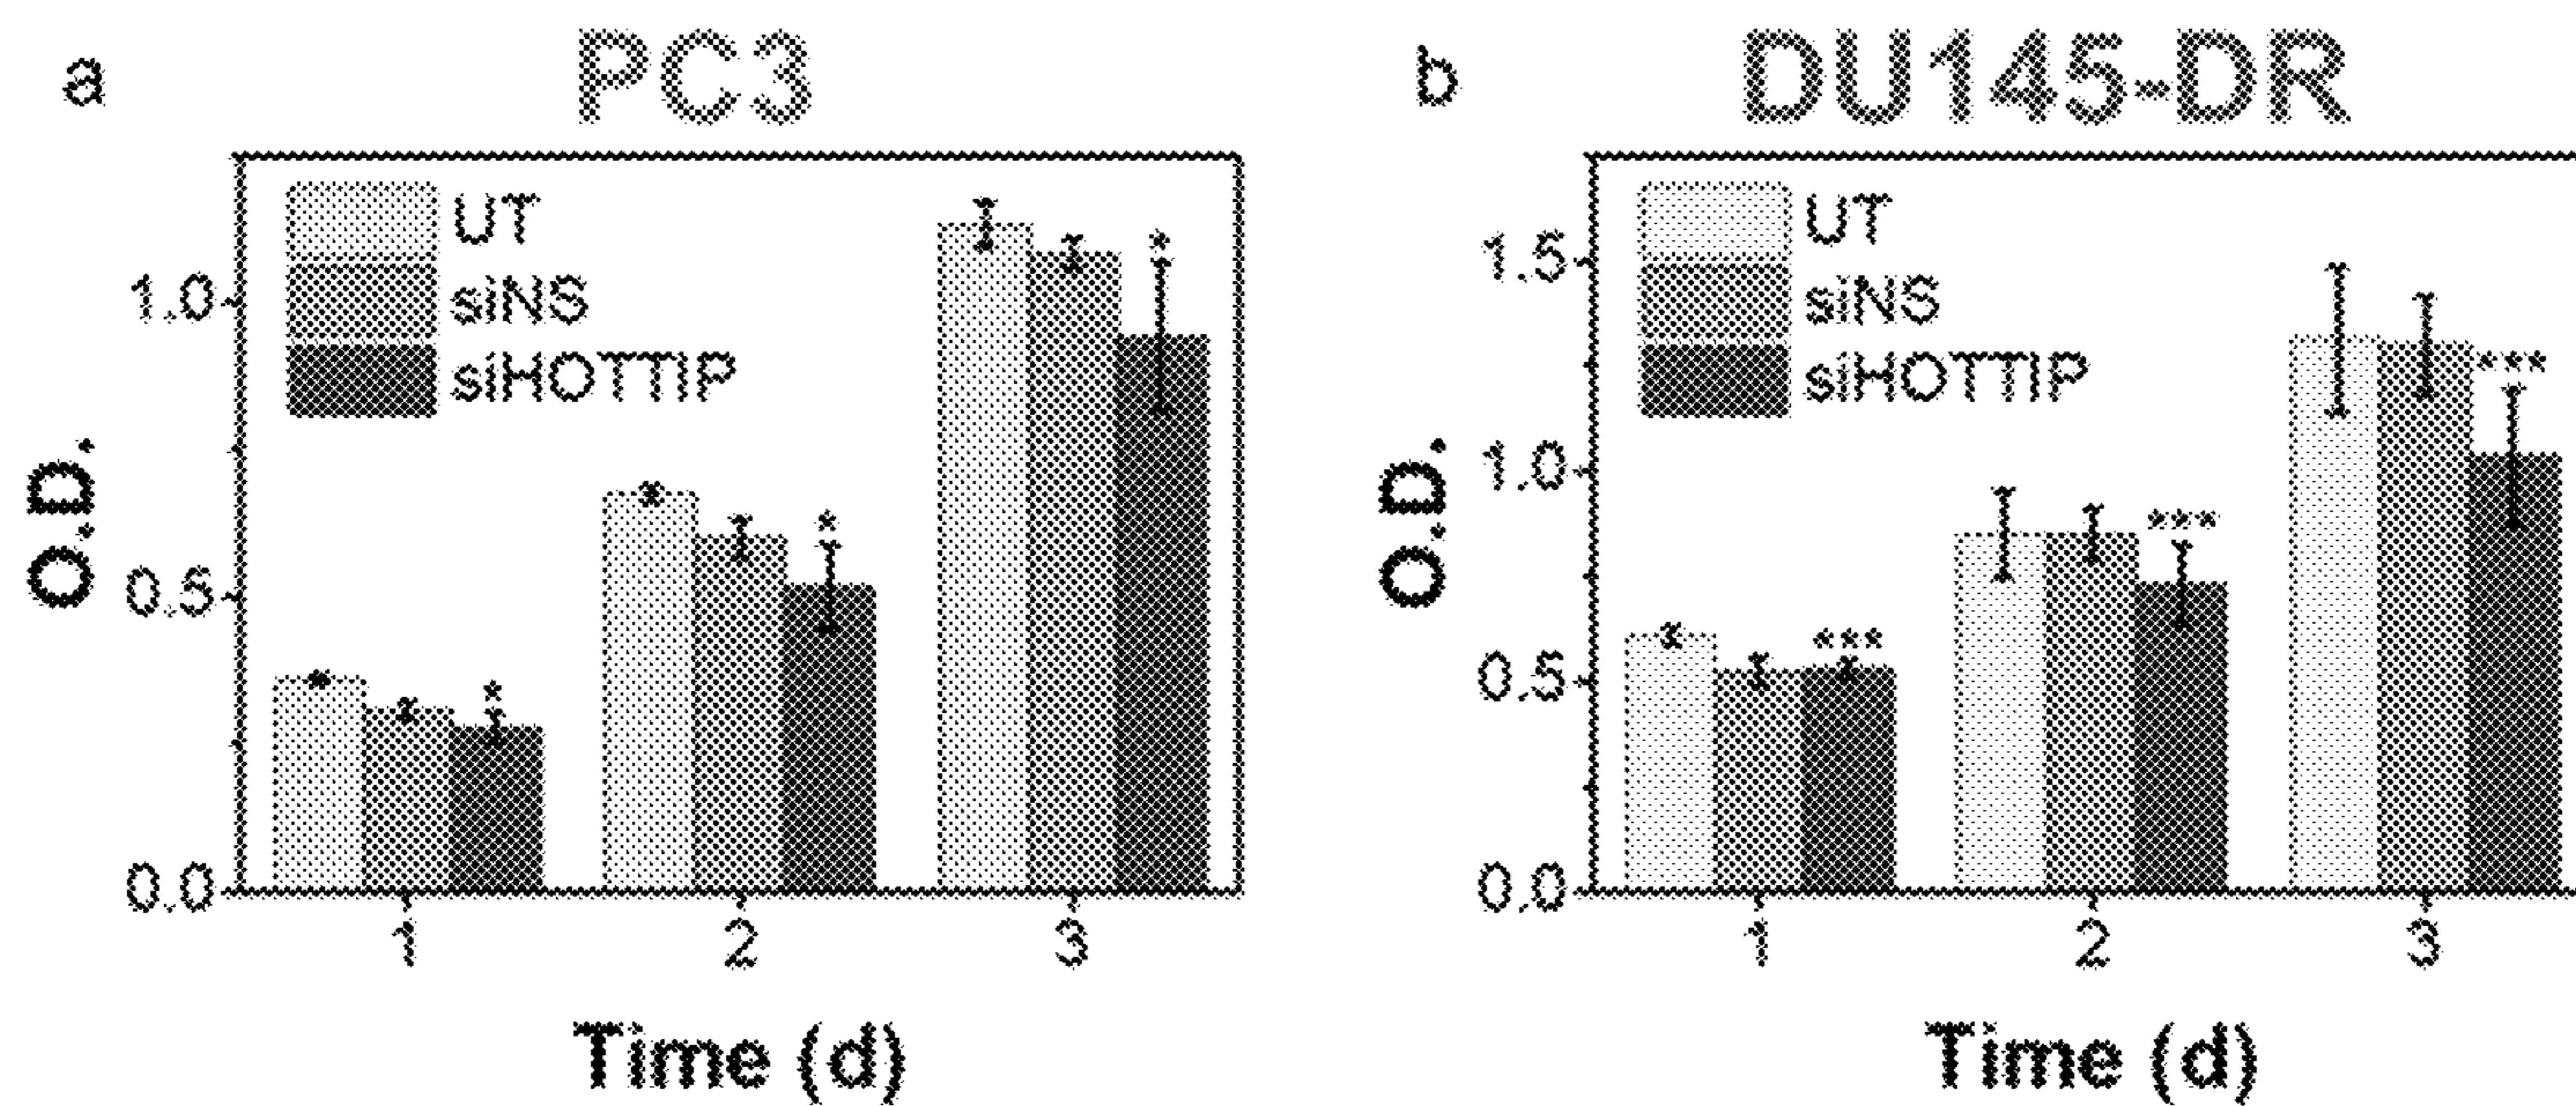 a
PC3
UT
siNS
siHOTTIP
1.0
0.5
0.0
O.D.
*
*
*
1
2
3
Time (d)
b
DU145-DR
UT
siNS
siHOTTIP
1.5
1.0
0.5
0.0
O.D.
***
***
***
1
2
3
Time (d)